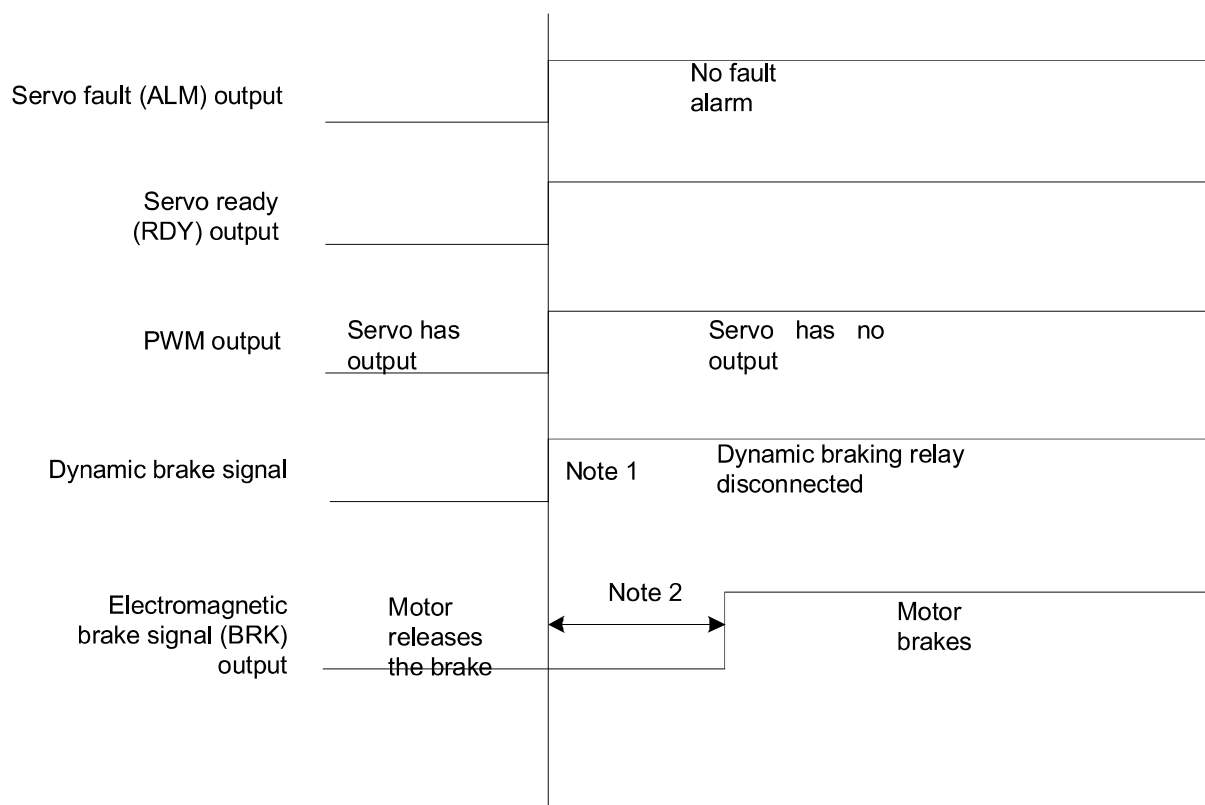 Servo fault (ALM) output
No fault
alarm
Servo ready
(RDY) output
PWM output
Servo has
output
Servo has no
output
Dynamic brake signal
Note 1
Dynamic braking relay
disconnected
Electromagnetic
brake signal (BRK)
output
Motor
releases
the brake
Note 2
Motor
brakes